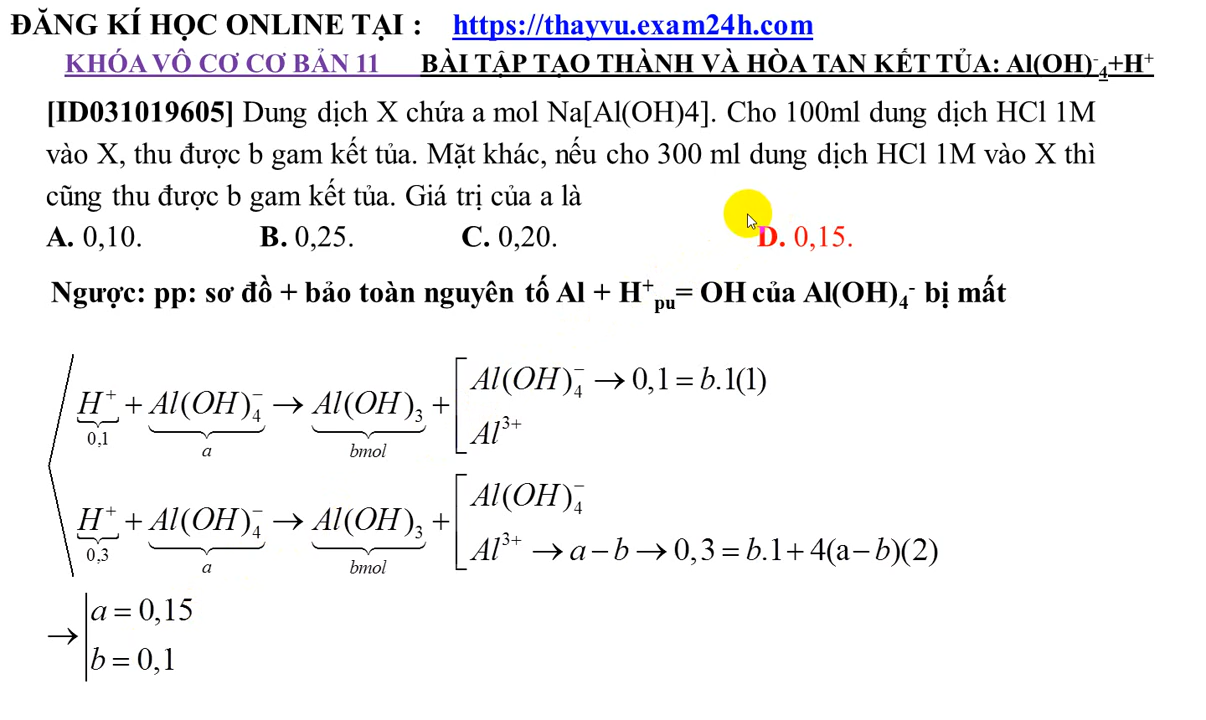 ĐĂNG KÍ HỌC ONLINE TẠI : https://thayvu.exam24h.com
KHÓA VÔ CƠ CƠ BẢN 11 BÀI TẬP TẠO THÀNH VÀ HÒA TAN KẾT TỦA: Al(OH)⁻₄+H⁺
[ID031019605] Dung dịch X chứa a mol Na[Al(OH)4]. Cho 100ml dung dịch HCl 1M
vào X, thu được b gam kết tủa. Mặt khác, nếu cho 300 ml dung dịch HCl 1M vào X thì
cũng thu được b gam kết tủa. Giá trị của a là
A. 0,10. B. 0,25. C. 0,20. D. 0,15.
Ngược: pp: sơ đồ + bảo toàn nguyên tố Al + H⁺pu= OH của Al(OH)₄⁻ bị mất
H⁺ + Al(OH)₄⁻ → Al(OH)₃ + [ Al(OH)₄⁻ → 0,1 = b.1(1)
Al³⁺
0,1 a bmol
H⁺ + Al(OH)₄⁻ → Al(OH)₃ + [ Al(OH)₄⁻
Al³⁺ → a − b → 0,3 = b.1 + 4(a − b)(2)
0,3 a bmol
→ | a = 0,15
b = 0,1